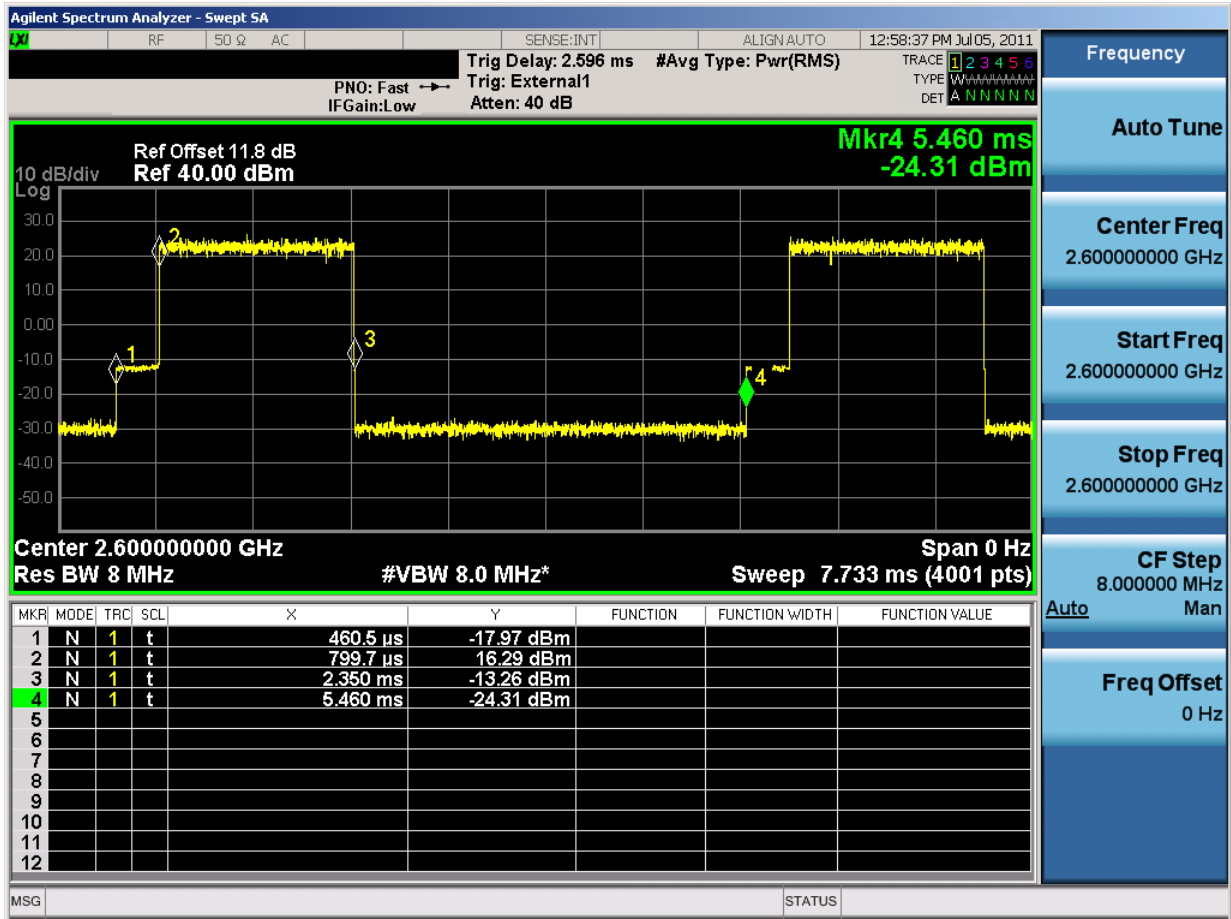 Agilent Spectrum Analyzer - Swept SA
LXI RF 50 Ω AC SENSE:INT ALIGN AUTO 12:58:37 PM Jul 05, 2011
Trig Delay: 2.596 ms #Avg Type: Pwr(RMS) TRACE 1 2 3 4 5 6
PNO: Fast Trig: External1 TYPE W
IFGain:Low Atten: 40 dB DET A N N N N N
Mkr4 5.460 ms
-24.31 dBm
Ref Offset 11.8 dB
10 dB/div Ref 40.00 dBm
Log
30.0
20.0
10.0
0.00
-10.0
-20.0
-30.0
-40.0
-50.0
1
2
3
4
Center 2.600000000 GHz Span 0 Hz
Res BW 8 MHz #VBW 8.0 MHz* Sweep 7.733 ms (4001 pts)
MKR MODE TRC SCL X Y FUNCTION FUNCTION WIDTH FUNCTION VALUE
1 N 1 t 460.5 µs -17.97 dBm
2 N 1 t 799.7 µs 16.29 dBm
3 N 1 t 2.350 ms -13.26 dBm
4 N 1 t 5.460 ms -24.31 dBm
5
6
7
8
9
10
11
12
MSG STATUS
Frequency
Auto Tune
Center Freq
2.600000000 GHz
Start Freq
2.600000000 GHz
Stop Freq
2.600000000 GHz
CF Step
8.000000 MHz
Auto Man
Freq Offset
0 Hz